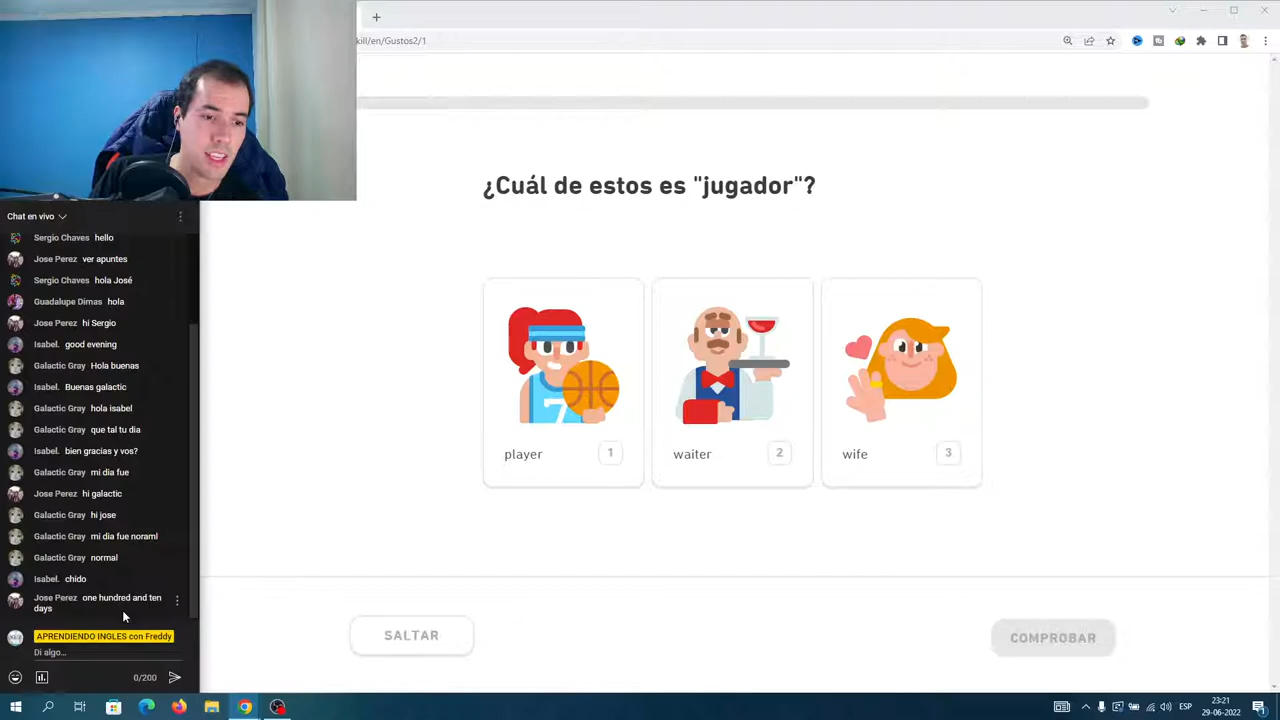 kill/en/Gustos2/1
¿Cuál de estos es "jugador"?
7
player 1
waiter 2
wife 3
SALTAR
COMPROBAR
Chat en vivo
Sergio Chaves hello
Jose Perez ver apuntes
Sergio Chaves hola José
Guadalupe Dimas hola
Jose Perez hi Sergio
Isabel. good evening
Galactic Gray Hola buenas
Isabel. Buenas galactic
Galactic Gray hola isabel
Galactic Gray que tal tu dia
Isabel. bien gracias y vos?
Galactic Gray mi dia fue
Jose Perez hi galactic
Galactic Gray hi jose
Galactic Gray mi dia fue noraml
Galactic Gray normal
Isabel. chido
Jose Perez one hundred and ten
days
APRENDIENDO INGLES con Freddy
Di algo...
0/200
ESP
23:21
29-06-2022
1